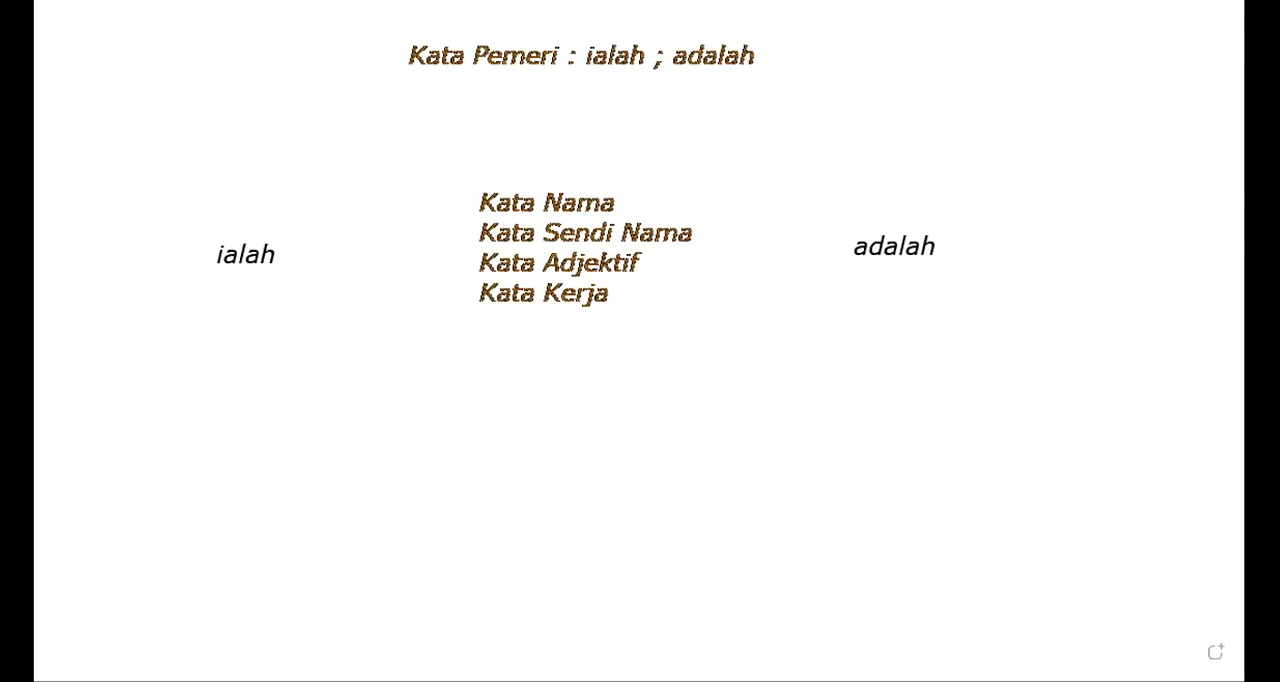 Kata Pemeri : ialah ; adalah
Kata Nama
Kata Sendi Nama
ialah
adalah
Kata Adjektif
Kata Kerja